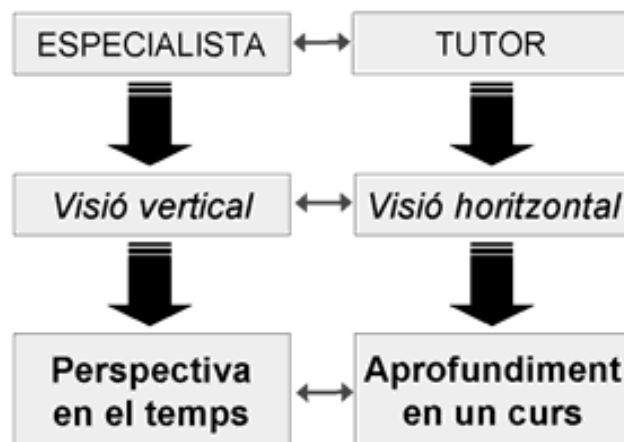 ESPECIALISTA
TUTOR
Visió vertical
Visió horitzontal
Perspectiva
en el temps
Aprofundiment
en un curs